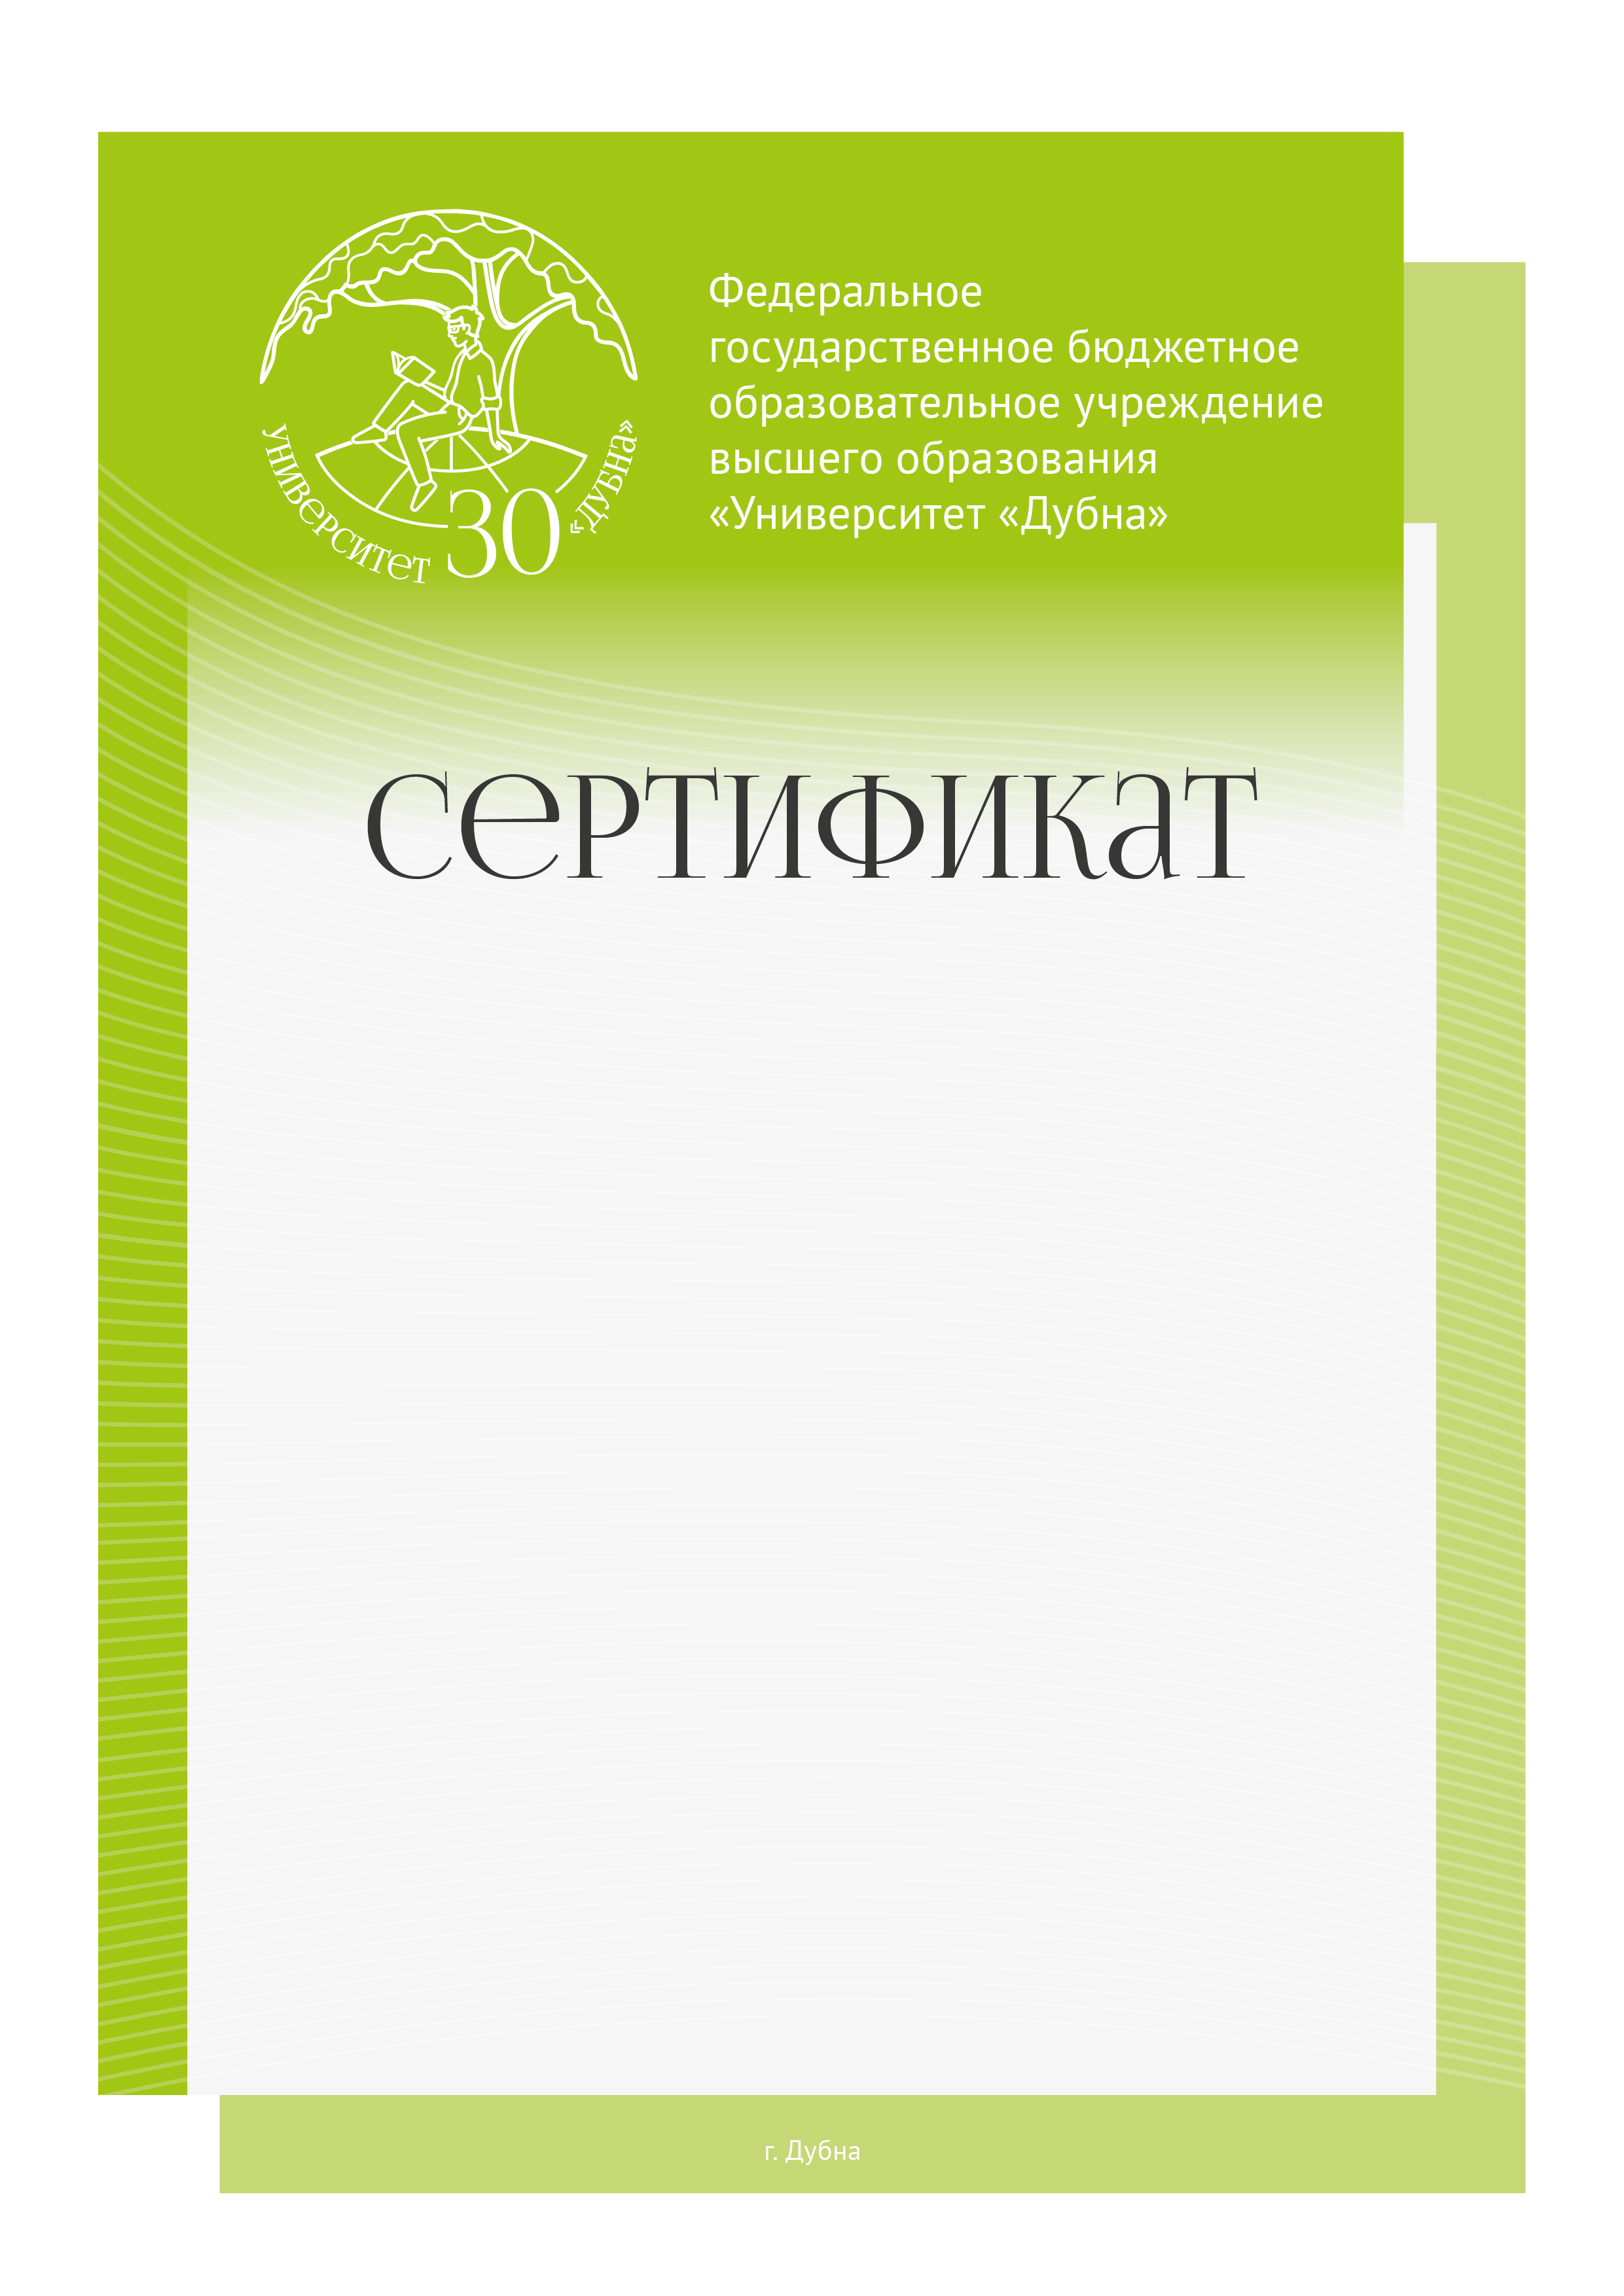 университет 30 «Дубна»
Федеральное
государственное бюджетное
образовательное учреждение
высшего образования
«Университет «Дубна»
сертификат
г. Дубна